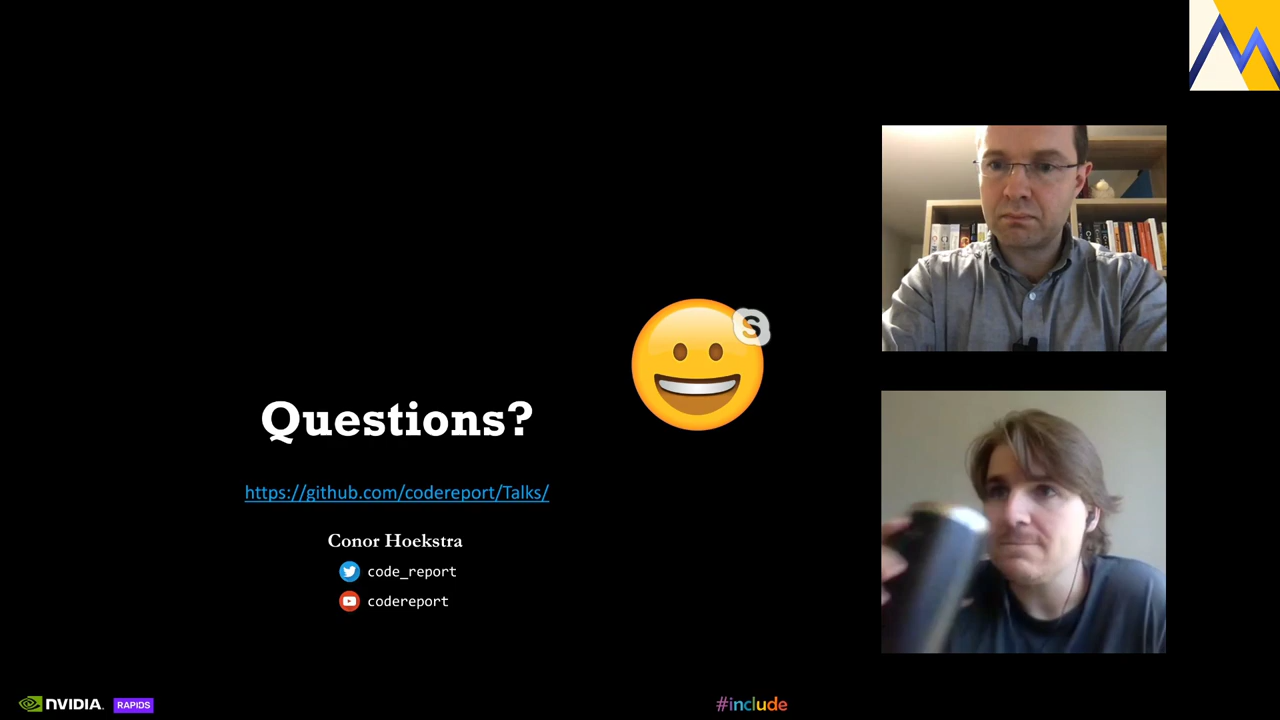 S
Questions?
https://github.com/codereport/Talks/
Conor Hoekstra
code_report
codereport
NVIDIA.
RAPIDS
#include